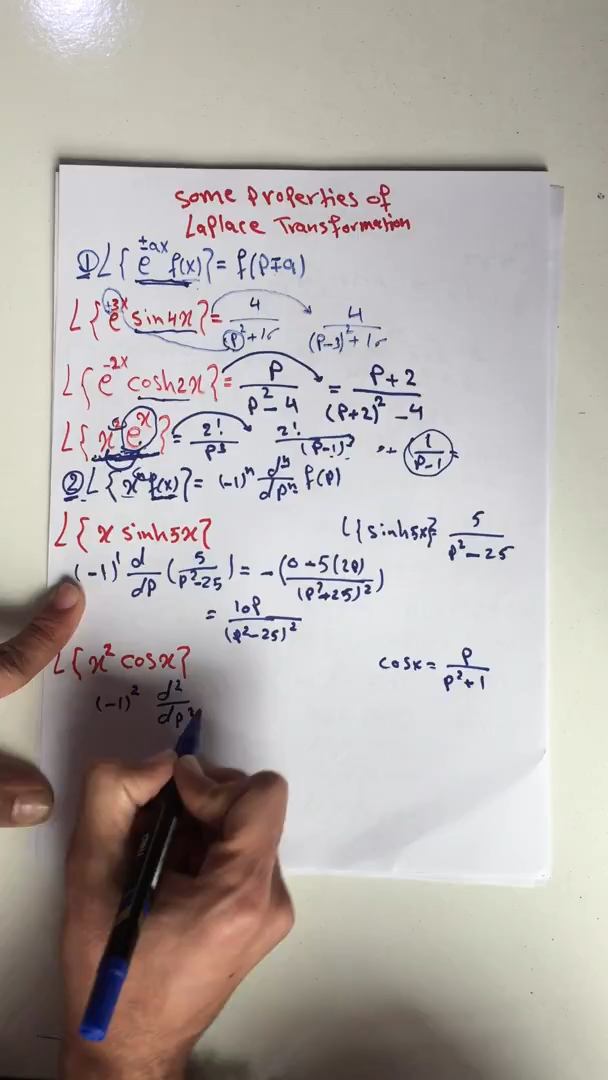 some properties of
Laplace Transformation
① L{e^±ax f(x)} = f(p∓a)
L{e^+3x sin4x} = 4/(p²+16) 4/((p-3)²+16)
L{e^-2x cosh2x} = p/(p²-4) = (p+2)/((p+2)²-4)
L{x² e^x} = 2!/p³ 2!/(p-1)³ 1/(p-1) =
② L{x^n f(x)} = (-1)^n d^n/dp^n f(p)
L{x sinh5x} L{sinh5x} = 5/(p²-25)
(-1)¹ d/dp (5/(p²-25)) = -((0-5(2p))/(p²+25)²)
= 10p/(p²-25)²
L{x² cosx} cosx = p/(p²+1)
(-1)² d²/dp²